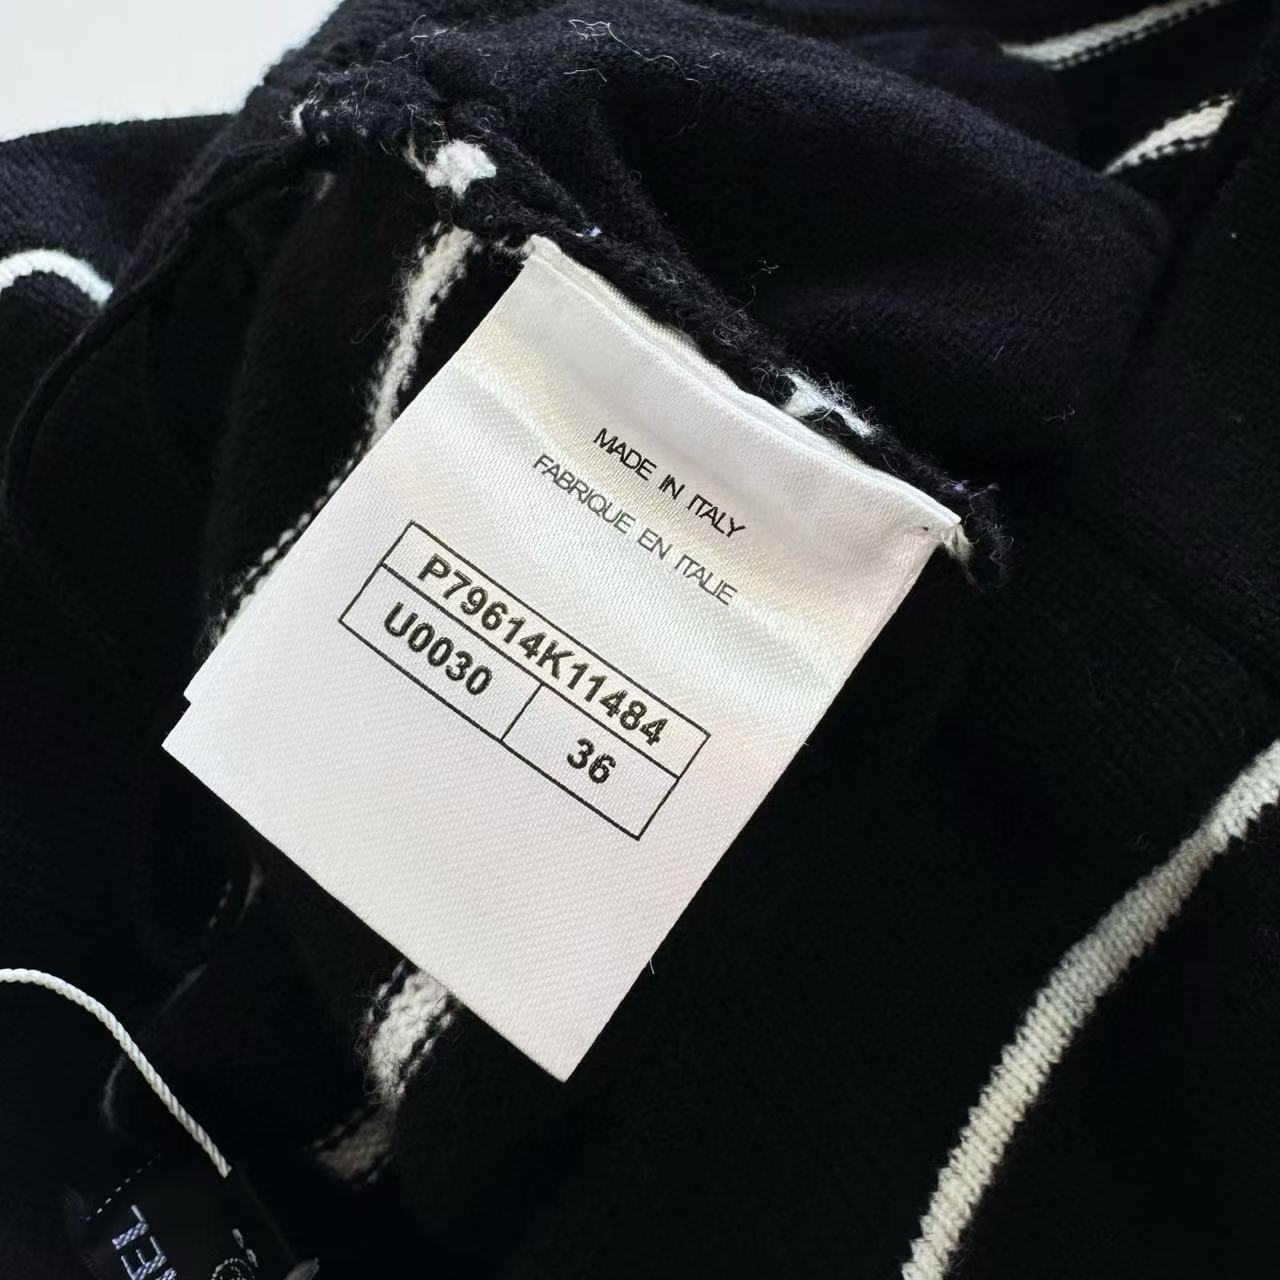 MADE IN ITALY
FABRIQUE EN ITALIE
P79614K11484
U0030 36